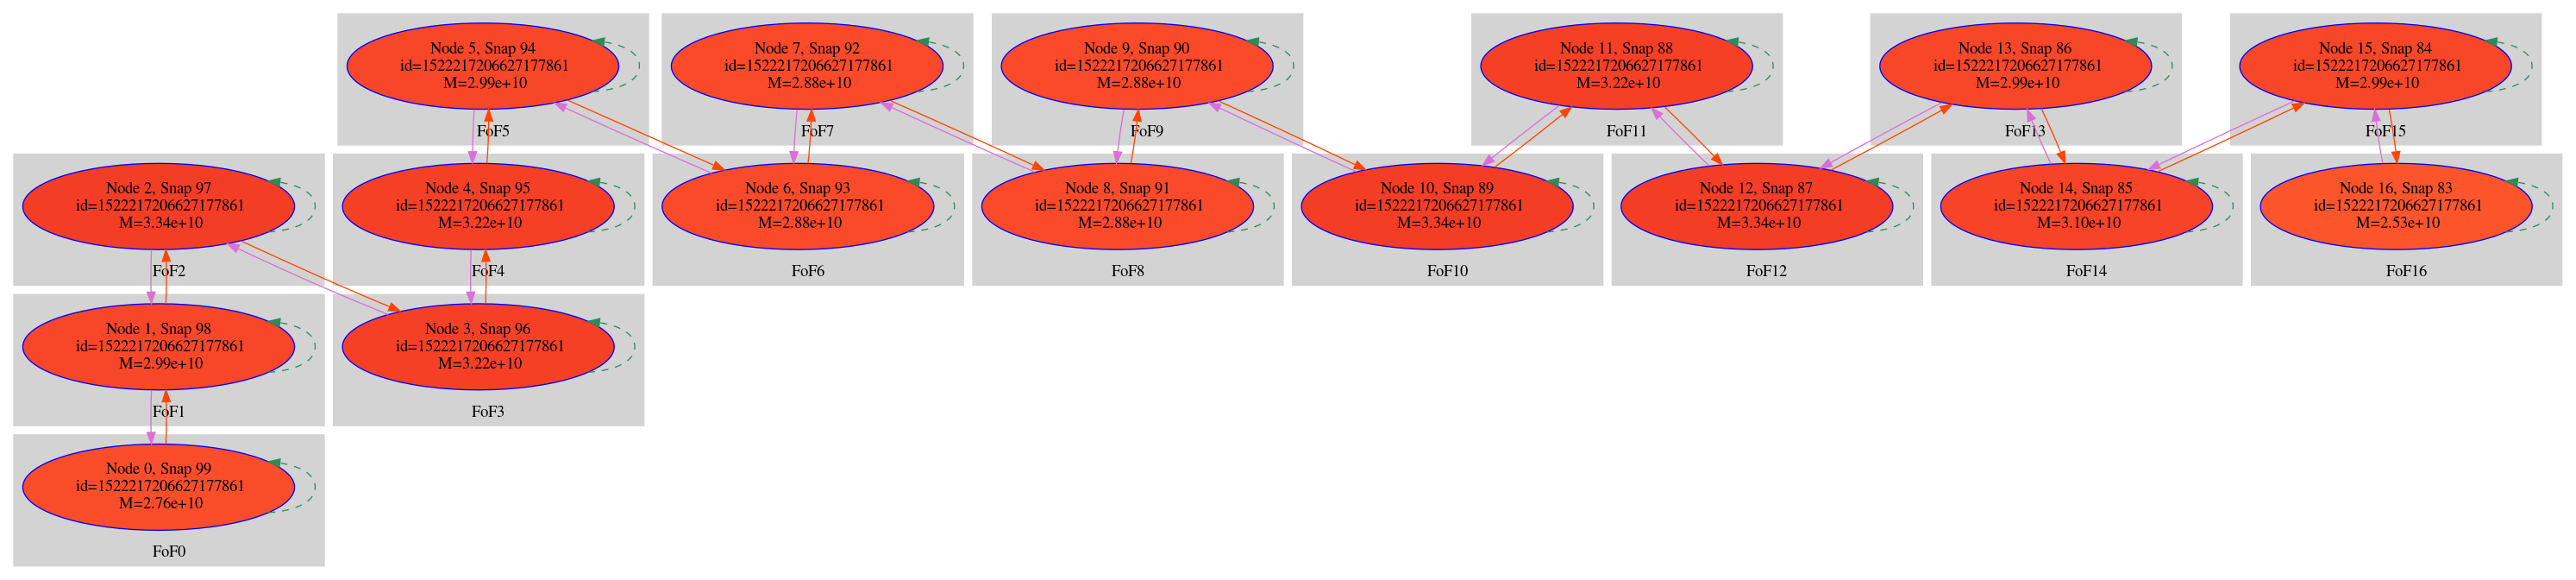 Node 5, Snap 94
id=1522217206627177861
M=2.99e+10
FoF5
Node 7, Snap 92
id=1522217206627177861
M=2.88e+10
FoF7
Node 9, Snap 90
id=1522217206627177861
M=2.88e+10
FoF9
Node 11, Snap 88
id=1522217206627177861
M=3.22e+10
FoF11
Node 13, Snap 86
id=1522217206627177861
M=2.99e+10
FoF13
Node 15, Snap 84
id=1522217206627177861
M=2.99e+10
FoF15
Node 2, Snap 97
id=1522217206627177861
M=3.34e+10
FoF2
Node 4, Snap 95
id=1522217206627177861
M=3.22e+10
FoF4
Node 6, Snap 93
id=1522217206627177861
M=2.88e+10
FoF6
Node 8, Snap 91
id=1522217206627177861
M=2.88e+10
FoF8
Node 10, Snap 89
id=1522217206627177861
M=3.34e+10
FoF10
Node 12, Snap 87
id=1522217206627177861
M=3.34e+10
FoF12
Node 14, Snap 85
id=1522217206627177861
M=3.10e+10
FoF14
Node 16, Snap 83
id=1522217206627177861
M=2.53e+10
FoF16
Node 1, Snap 98
id=1522217206627177861
M=2.99e+10
FoF1
Node 3, Snap 96
id=1522217206627177861
M=3.22e+10
FoF3
Node 0, Snap 99
id=1522217206627177861
M=2.76e+10
FoF0